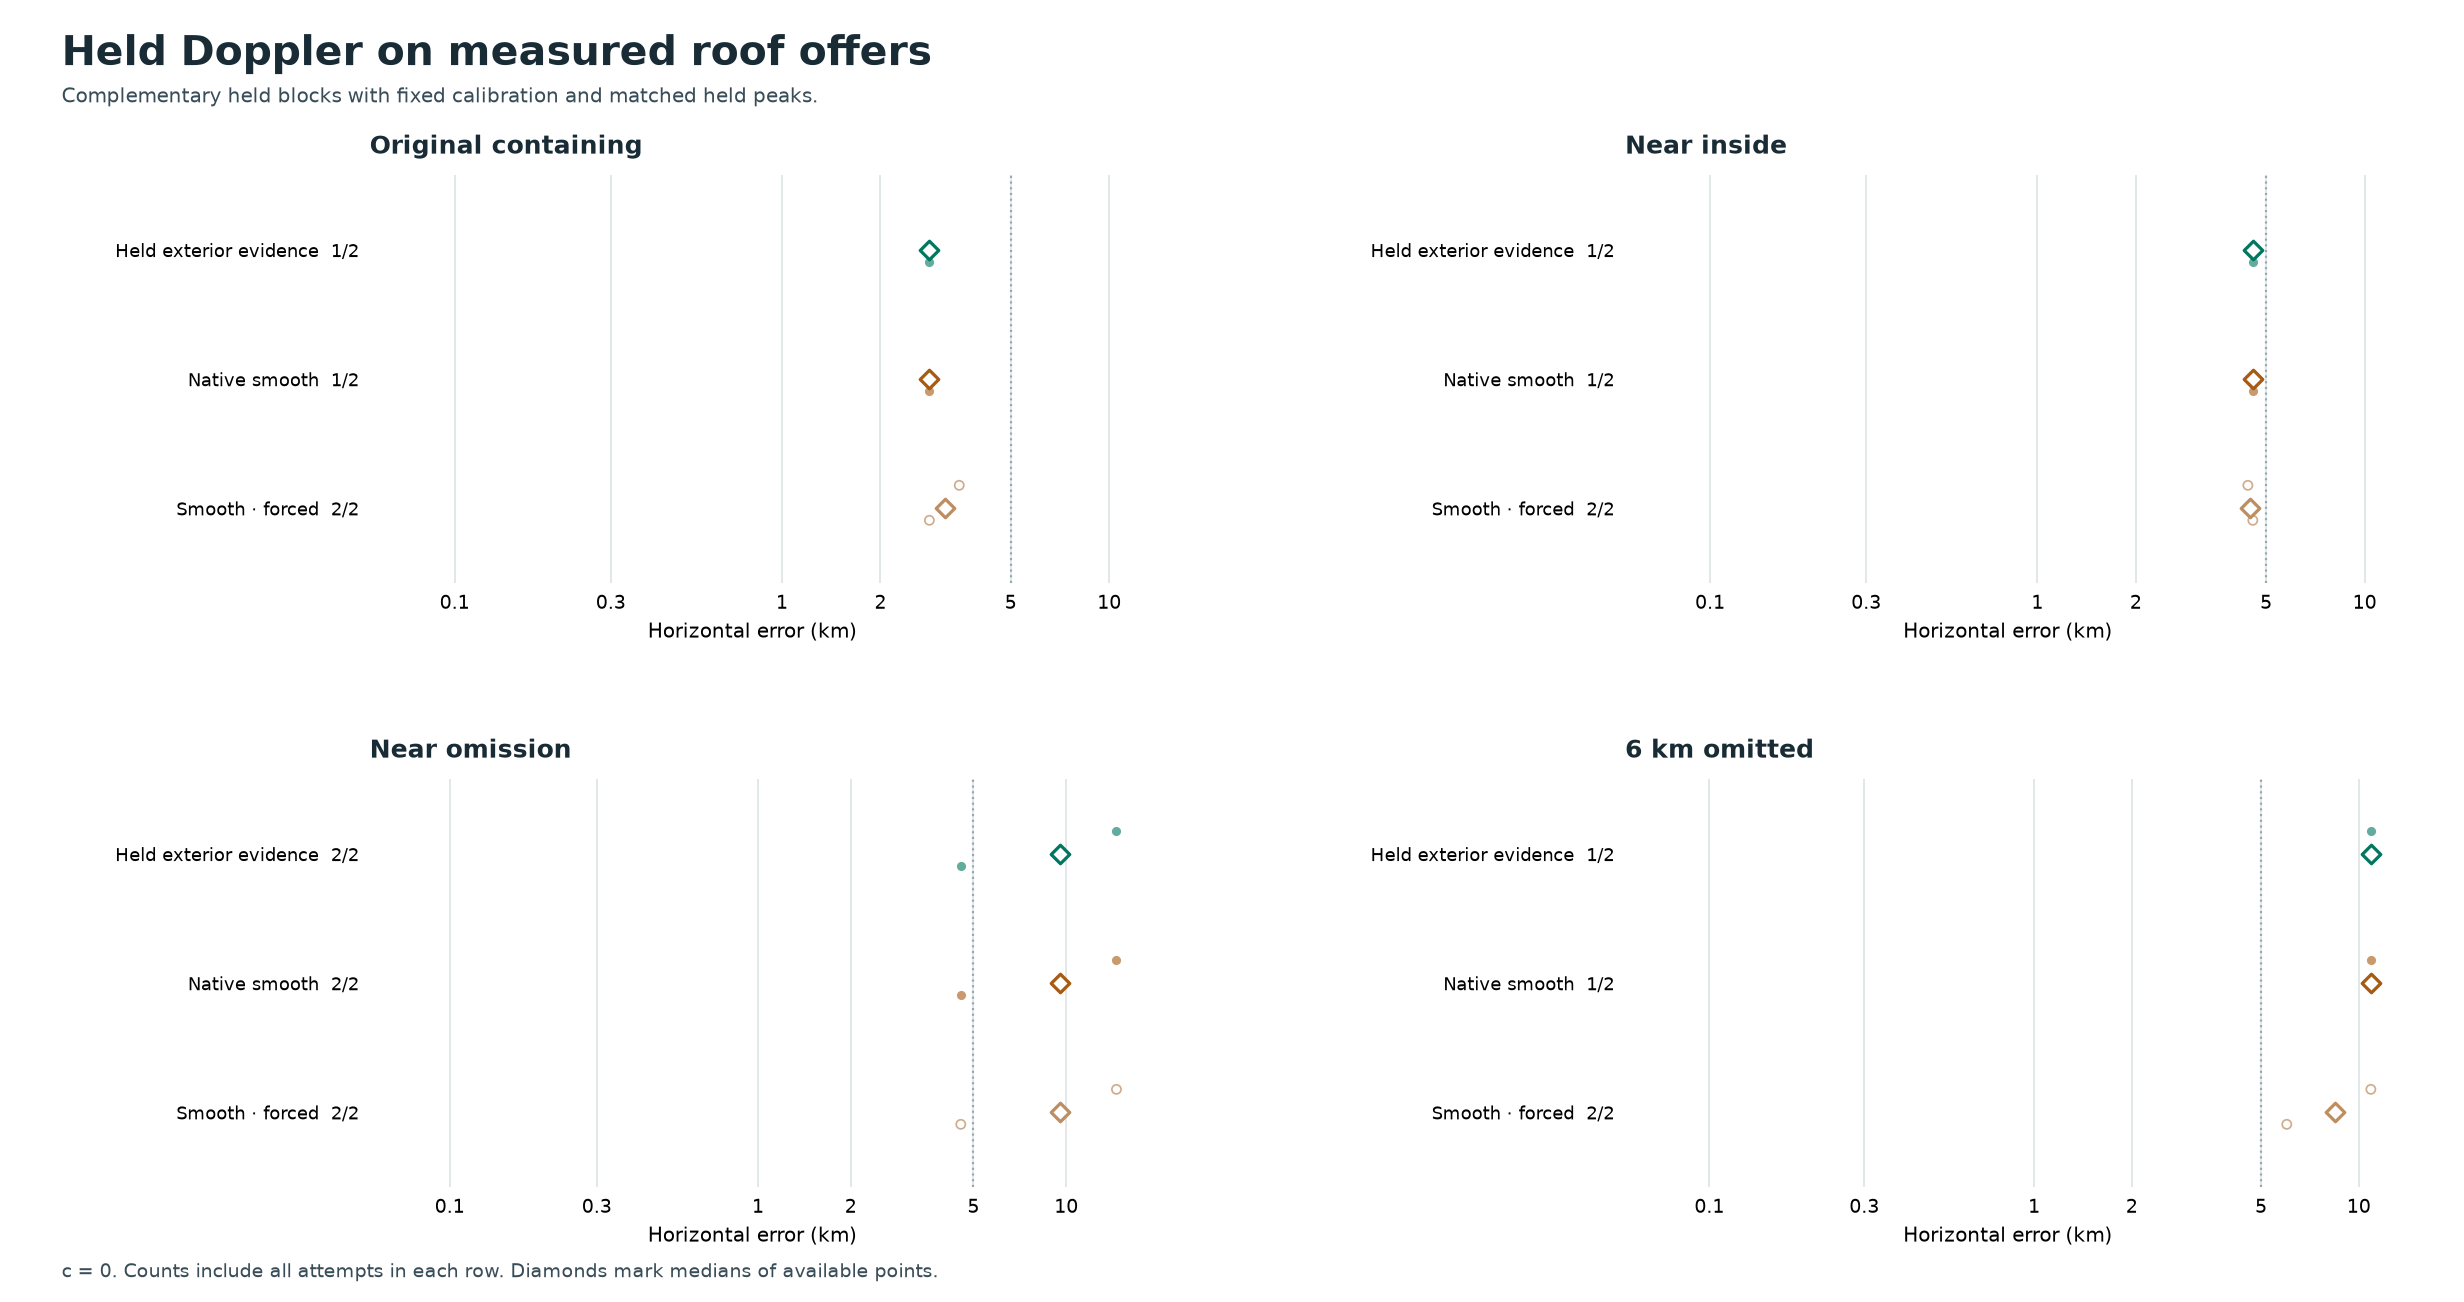 Held Doppler on measured roof offers
Complementary held blocks with fixed calibration and matched held peaks.
Original containing
Held exterior evidence 1/2
Native smooth 1/2
Smooth · forced 2/2
0.1 0.3 1 2 5 10
Horizontal error (km)
Near inside
Held exterior evidence 1/2
Native smooth 1/2
Smooth · forced 2/2
0.1 0.3 1 2 5 10
Horizontal error (km)
Near omission
Held exterior evidence 2/2
Native smooth 2/2
Smooth · forced 2/2
0.1 0.3 1 2 5 10
Horizontal error (km)
6 km omitted
Held exterior evidence 1/2
Native smooth 1/2
Smooth · forced 2/2
0.1 0.3 1 2 5 10
Horizontal error (km)
c = 0. Counts include all attempts in each row. Diamonds mark medians of available points.